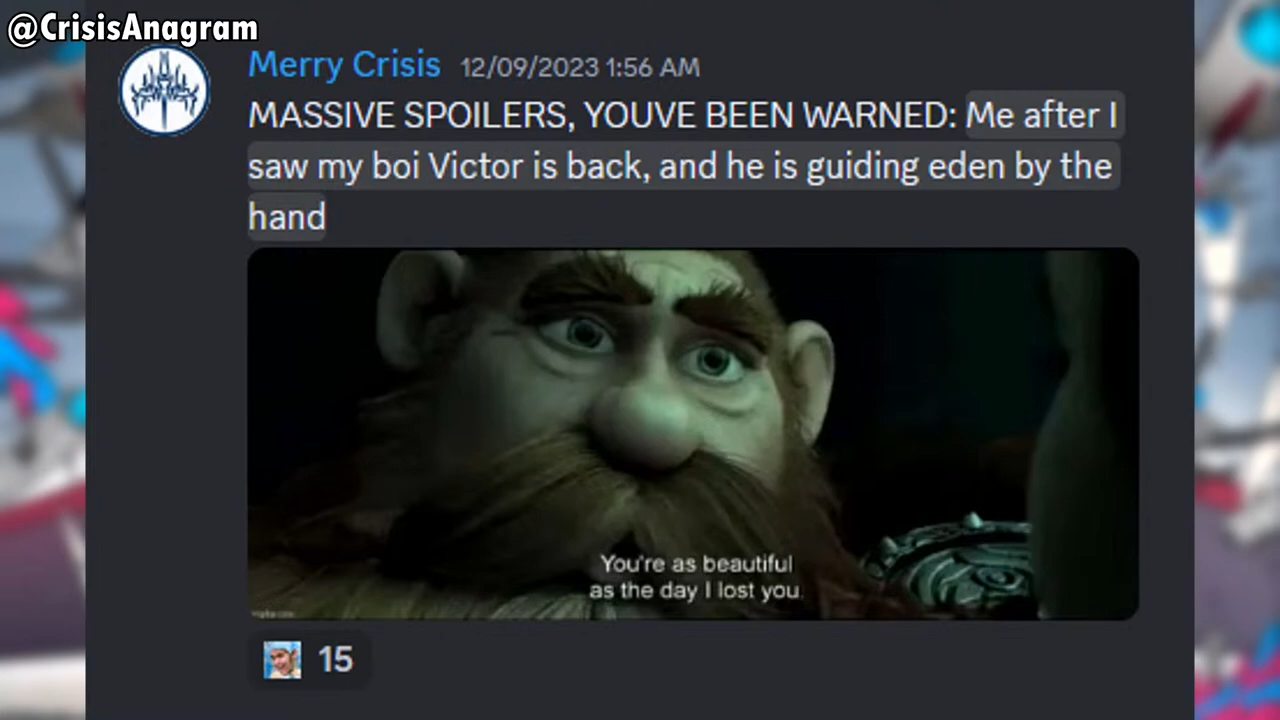 @CrisisAnagram
Merry Crisis 12/09/2023 1:56 AM
MASSIVE SPOILERS, YOUVE BEEN WARNED: Me after I
saw my boi Victor is back, and he is guiding eden by the
hand
You're as beautiful
as the day I lost you.
15